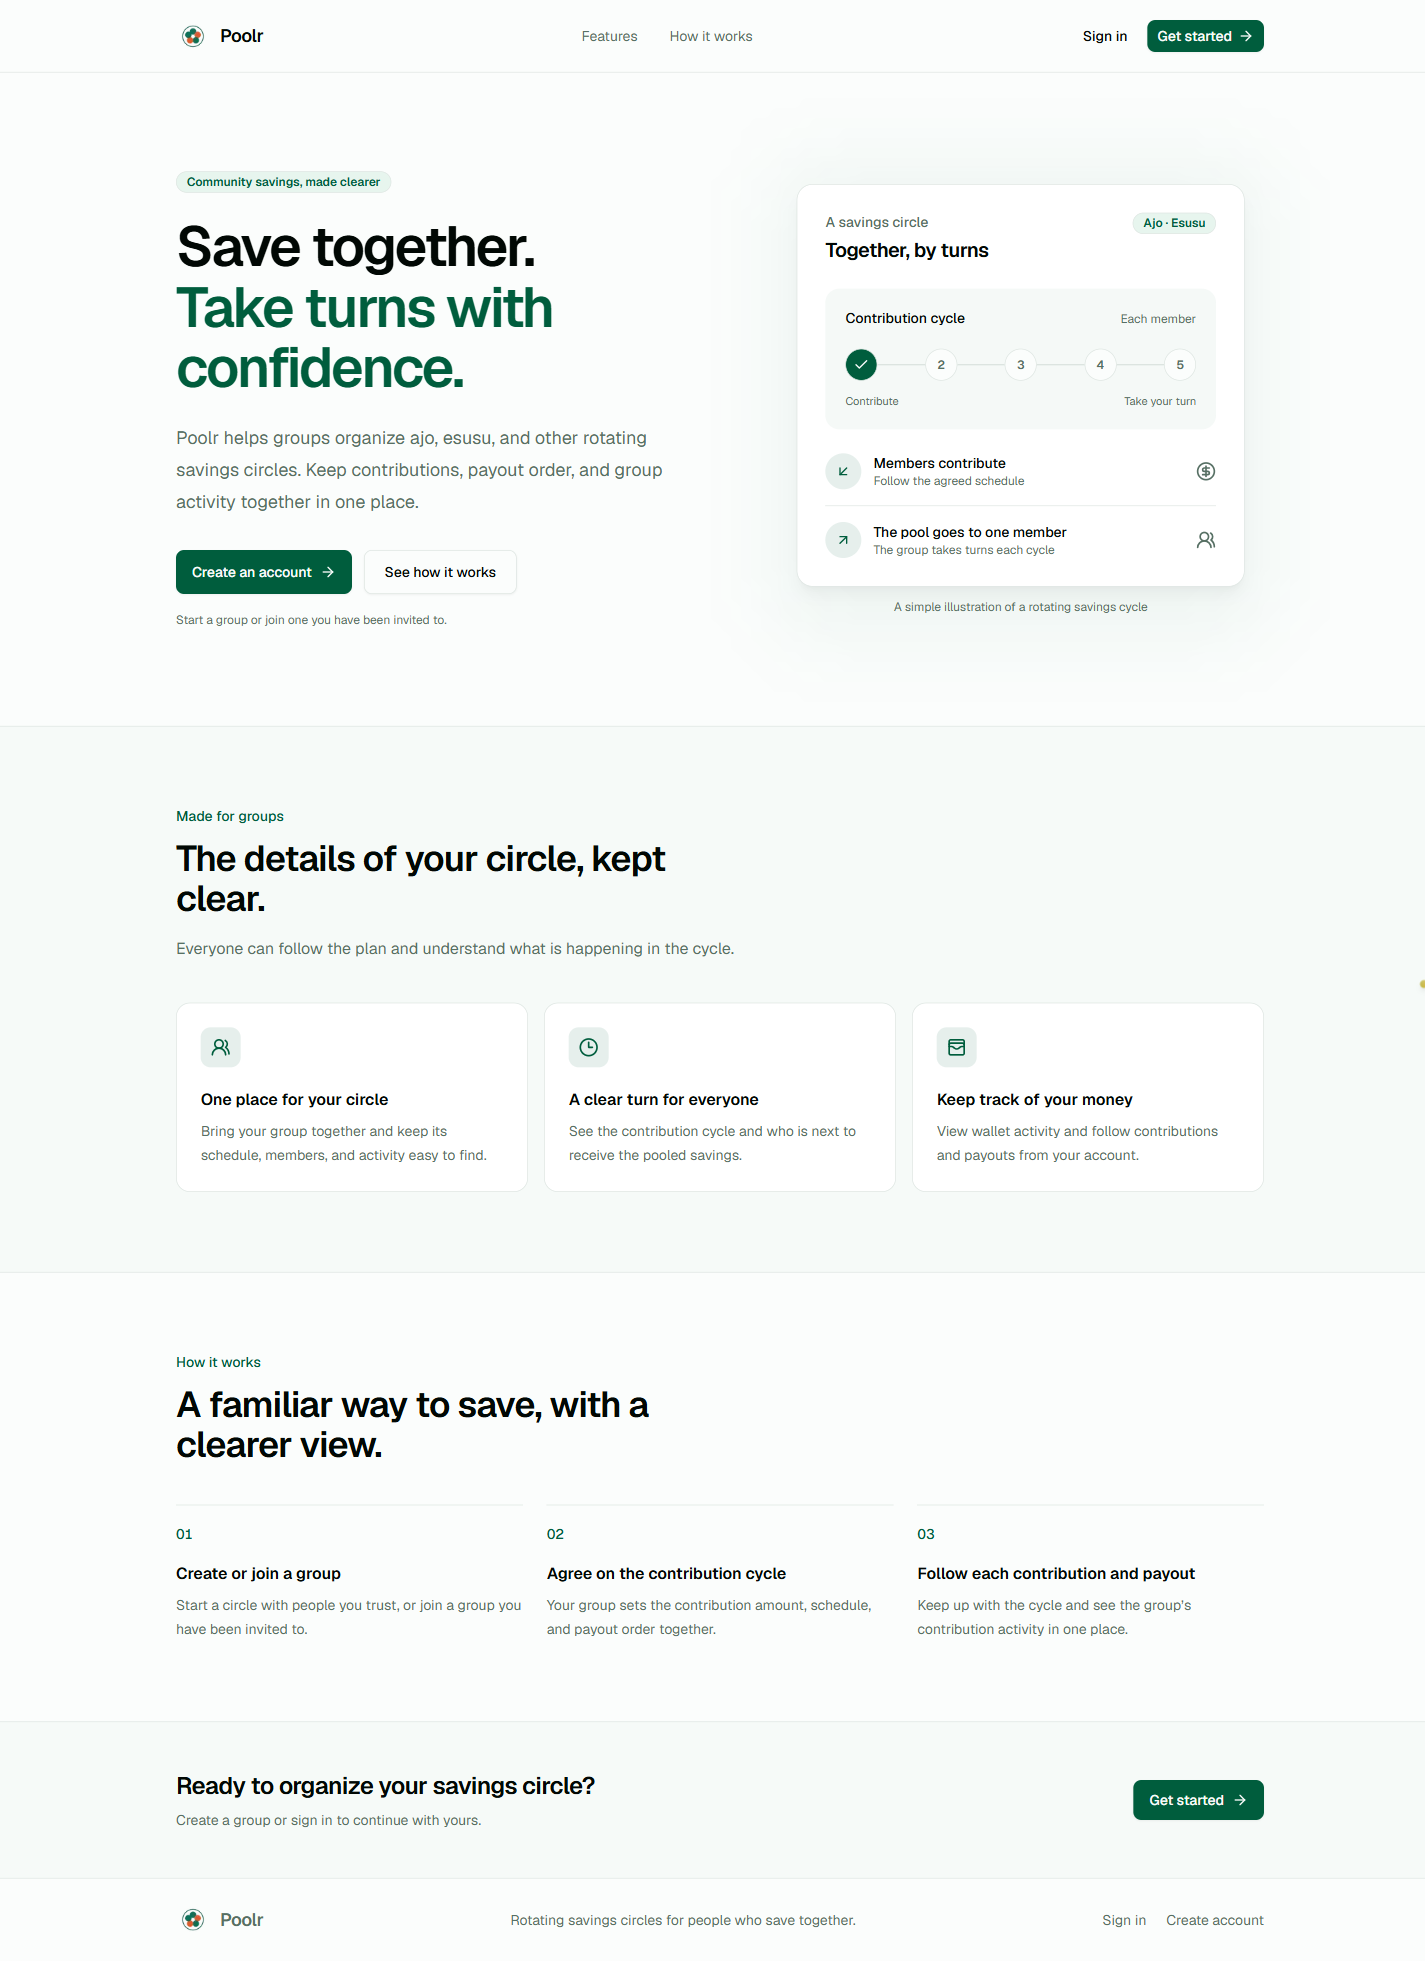 Poolr
Features
How it works
Sign in
Get started
Community savings, made clearer
Save together.
Take turns with
confidence.
Poolr helps groups organize ajo, esusu, and other rotating
savings circles. Keep contributions, payout order, and group
activity together in one place.
Create an account
See how it works
Start a group or join one you have been invited to.
A savings circle
Ajo · Esusu
Together, by turns
Contribution cycle
Each member
2
3
4
5
Contribute
Take your turn
Members contribute
Follow the agreed schedule
The pool goes to one member
The group takes turns each cycle
A simple illustration of a rotating savings cycle
Made for groups
The details of your circle, kept
clear.
Everyone can follow the plan and understand what is happening in the cycle.
One place for your circle
Bring your group together and keep its
schedule, members, and activity easy to find.
A clear turn for everyone
See the contribution cycle and who is next to
receive the pooled savings.
Keep track of your money
View wallet activity and follow contributions
and payouts from your account.
How it works
A familiar way to save, with a
clearer view.
01
Create or join a group
Start a circle with people you trust, or join a group you
have been invited to.
02
Agree on the contribution cycle
Your group sets the contribution amount, schedule,
and payout order together.
03
Follow each contribution and payout
Keep up with the cycle and see the group's
contribution activity in one place.
Ready to organize your savings circle?
Create a group or sign in to continue with yours.
Get started
Poolr
Rotating savings circles for people who save together.
Sign in
Create account